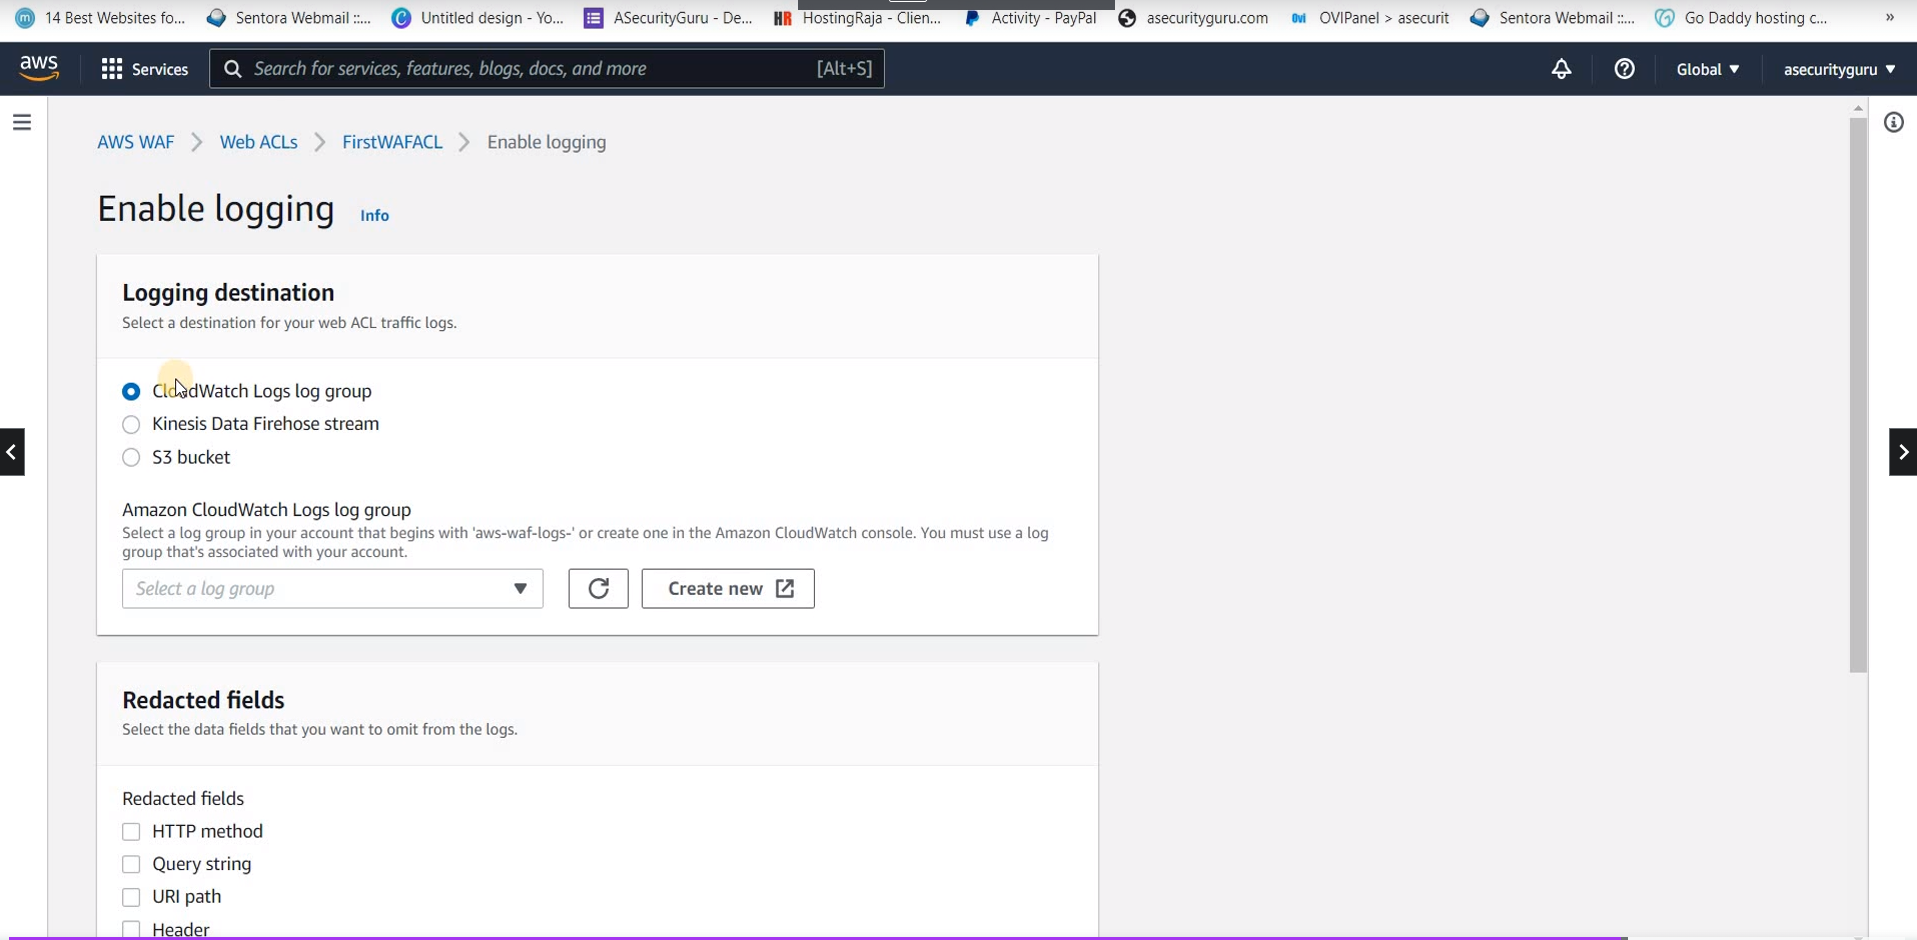 14 Best Websites fo... Sentora Webmail ::... Untitled design - Yo... ASecurityGuru - De... HR HostingRaja - Clien... Activity - PayPal asecurityguru.com OVI OVIPanel > asecurit Sentora Webmail ::... Go Daddy hosting c... »
aws Services Search for services, features, blogs, docs, and more [Alt+S] Global asecurityguru
AWS WAF > Web ACLs > FirstWAFACL > Enable logging
Enable logging Info
Logging destination
Select a destination for your web ACL traffic logs.
CloudWatch Logs log group
Kinesis Data Firehose stream
S3 bucket
Amazon CloudWatch Logs log group
Select a log group in your account that begins with 'aws-waf-logs-' or create one in the Amazon CloudWatch console. You must use a log
group that's associated with your account.
Select a log group Create new
Redacted fields
Select the data fields that you want to omit from the logs.
Redacted fields
HTTP method
Query string
URI path
Header